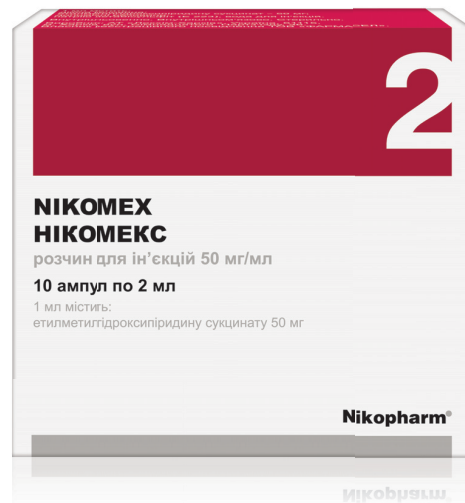 2
NIKOMEX
НІКОМЕКС
розчин для ін’єкцій 50 мг/мл
10 ампул по 2 мл
1 мл містить:
етилметилгідроксипіридину сукцинату 50 мг
Nikopharm®